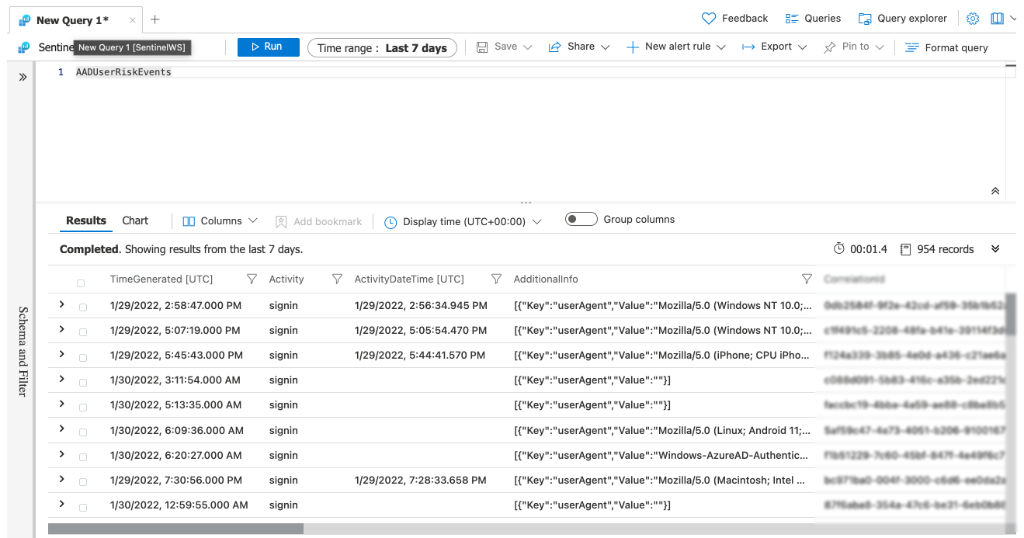 New Query 1*
Feedback
Queries
Query explorer
Sentine
New Query 1 [SentinelWS]
Run
Time range : Last 7 days
Save
Share
New alert rule
Export
Pin to
Format query
1 AADUserRiskEvents
Schema and Filter
Results Chart Columns Add bookmark Display time (UTC+00:00) Group columns
Completed. Showing results from the last 7 days. 00:01.4 954 records
TimeGenerated [UTC] Activity ActivityDateTime [UTC] AdditionalInfo CorrelationId
1/29/2022, 2:58:47.000 PM signin 1/29/2022, 2:56:34.945 PM [{"Key":"userAgent","Value":"Mozilla/5.0 (Windows NT 10.0;...
1/29/2022, 5:07:19.000 PM signin 1/29/2022, 5:05:54.470 PM [{"Key":"userAgent","Value":"Mozilla/5.0 (Windows NT 10.0;...
1/29/2022, 5:45:43.000 PM signin 1/29/2022, 5:44:41.570 PM [{"Key":"userAgent","Value":"Mozilla/5.0 (iPhone; CPU iPho...
1/30/2022, 3:11:54.000 AM signin [{"Key":"userAgent","Value":""}]
1/30/2022, 5:13:35.000 AM signin [{"Key":"userAgent","Value":""}]
1/30/2022, 6:09:36.000 AM signin [{"Key":"userAgent","Value":"Mozilla/5.0 (Linux; Android 11;...
1/30/2022, 6:20:27.000 AM signin [{"Key":"userAgent","Value":"Windows-AzureAD-Authentic...
1/29/2022, 7:30:56.000 PM signin 1/29/2022, 7:28:33.658 PM [{"Key":"userAgent","Value":"Mozilla/5.0 (Macintosh; Intel ...
1/30/2022, 12:59:55.000 AM signin [{"Key":"userAgent","Value":""}]